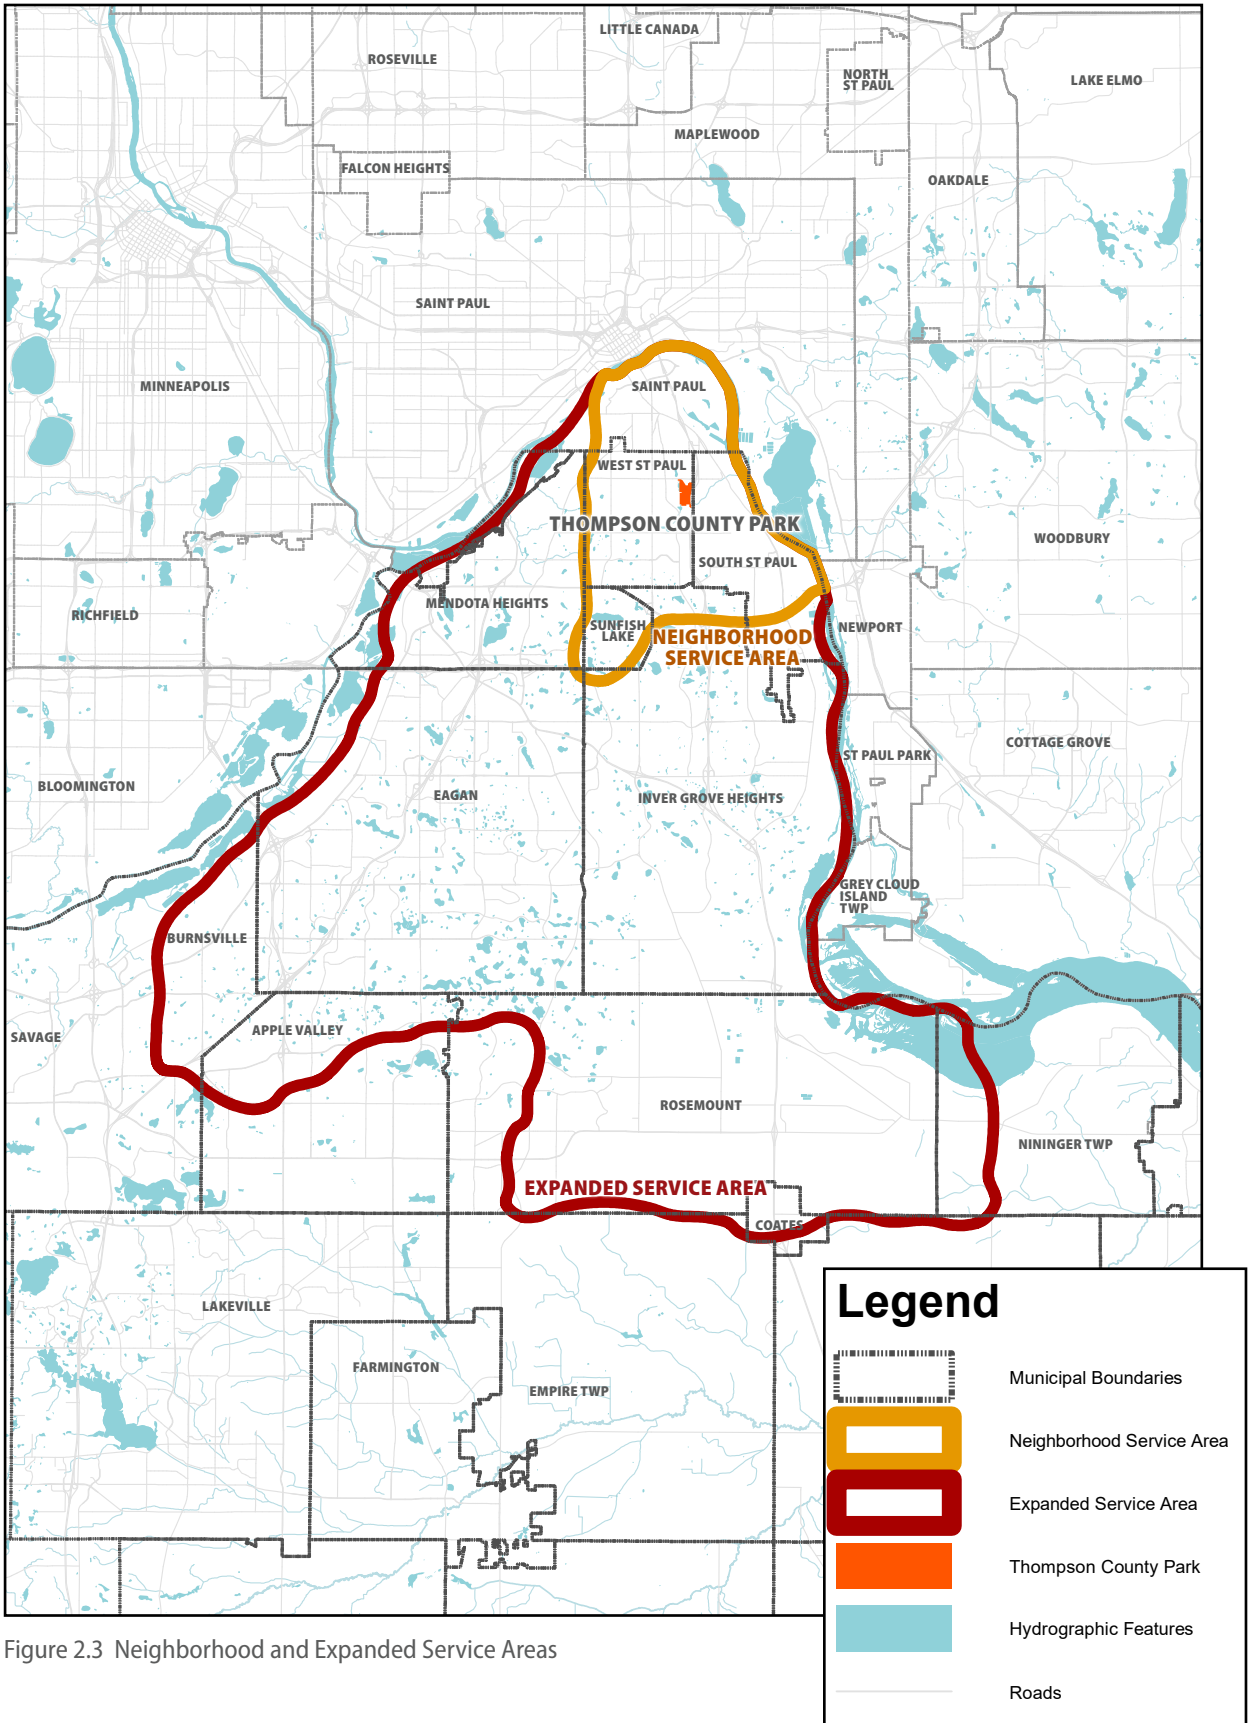 LITTLE CANADA
ROSEVILLE
NORTH
ST PAUL
LAKE ELMO
MAPLEWOOD
FALCON HEIGHTS
OAKDALE
SAINT PAUL
MINNEAPOLIS
SAINT PAUL
WEST ST PAUL
THOMPSON COUNTY PARK
WOODBURY
SOUTH ST PAUL
RICHFIELD
MENDOTA HEIGHTS
SUNFISH
LAKE
NEWPORT
NEIGHBORHOOD
SERVICE AREA
COTTAGE GROVE
ST PAUL PARK
BLOOMINGTON
EAGAN
INVER GROVE HEIGHTS
GREY CLOUD
ISLAND
TWP
BURNSVILLE
APPLE VALLEY
SAVAGE
ROSEMOUNT
NININGER TWP
EXPANDED SERVICE AREA
COATES
LAKEVILLE
FARMINGTON
EMPIRE TWP
Legend
Municipal Boundaries
Neighborhood Service Area
Expanded Service Area
Thompson County Park
Hydrographic Features
Roads
Figure 2.3 Neighborhood and Expanded Service Areas